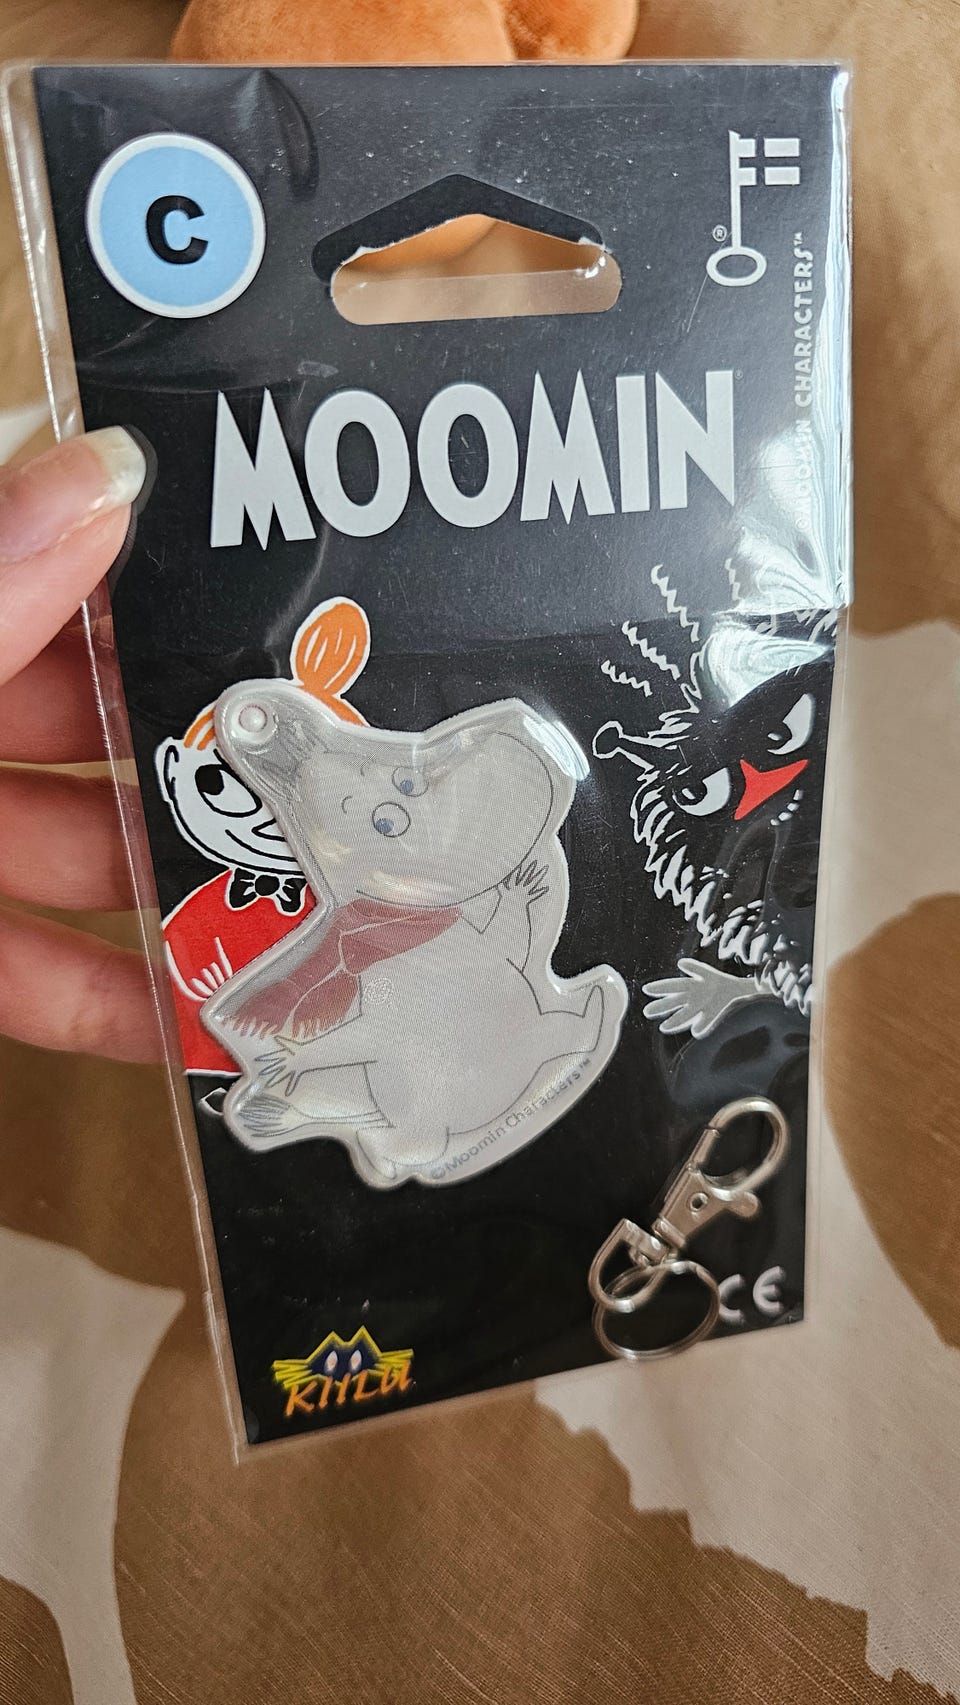 C
®
MOOMIN CHARACTERS™
MOOMIN
©Moomin Characters™
KIILU
CE